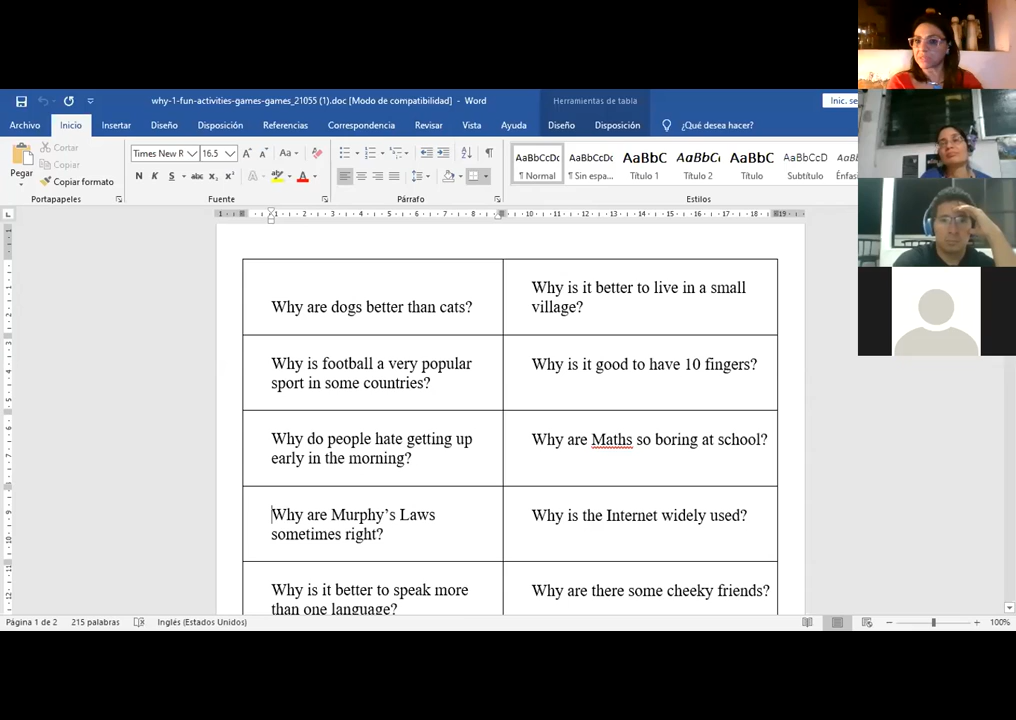 why-1-fun-activities-games-games_21055 (1).doc [Modo de compatibilidad] - Word
Herramientas de tabla
Inic. se
Archivo Inicio Insertar Diseño Disposición Referencias Correspondencia Revisar Vista Ayuda Diseño Disposición ¿Qué desea hacer?
Pegar
Cortar
Copiar
Copiar formato
Portapapeles
Times New R 16.5
N K S abc x₂ x²
Fuente
Párrafo
AaBbCcDc AaBbCcDc AaBbC AaBbCc AaBbC AaBbCcD AaBb
¶ Normal ¶ Sin espa... Título 1 Título 2 Título Subtítulo Énfas
Estilos
Why are dogs better than cats?
Why is it better to live in a small
village?
Why is football a very popular
sport in some countries?
Why is it good to have 10 fingers?
Why do people hate getting up
early in the morning?
Why are Maths so boring at school?
Why are Murphy’s Laws
sometimes right?
Why is the Internet widely used?
Why is it better to speak more
than one language?
Why are there some cheeky friends?
Página 1 de 2 215 palabras Inglés (Estados Unidos) 100%